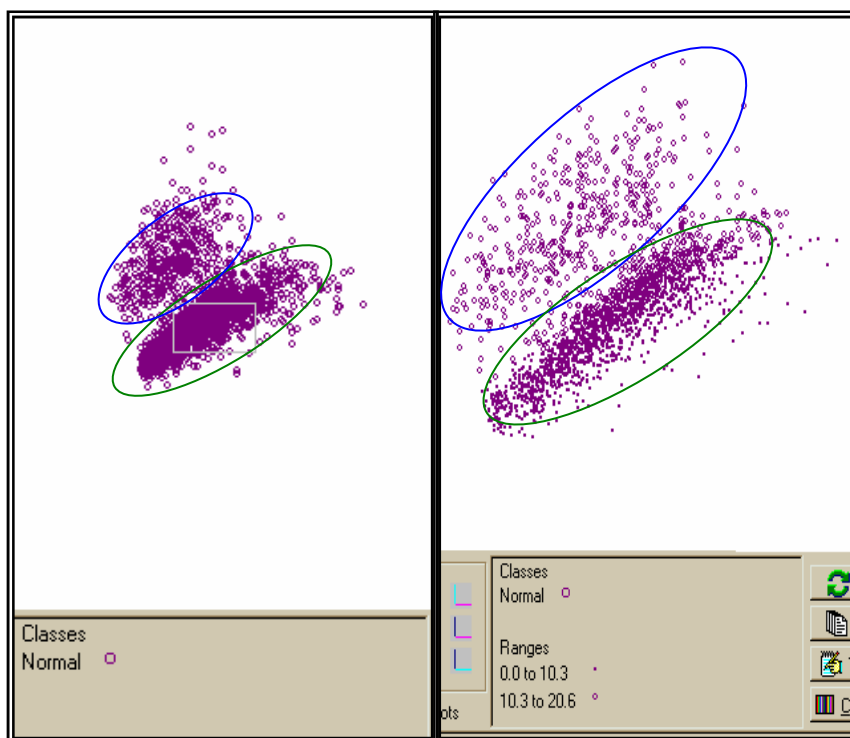 Classes
Normal
Classes
Normal
Ranges
0.0 to 10.3
10.3 to 20.6
ots